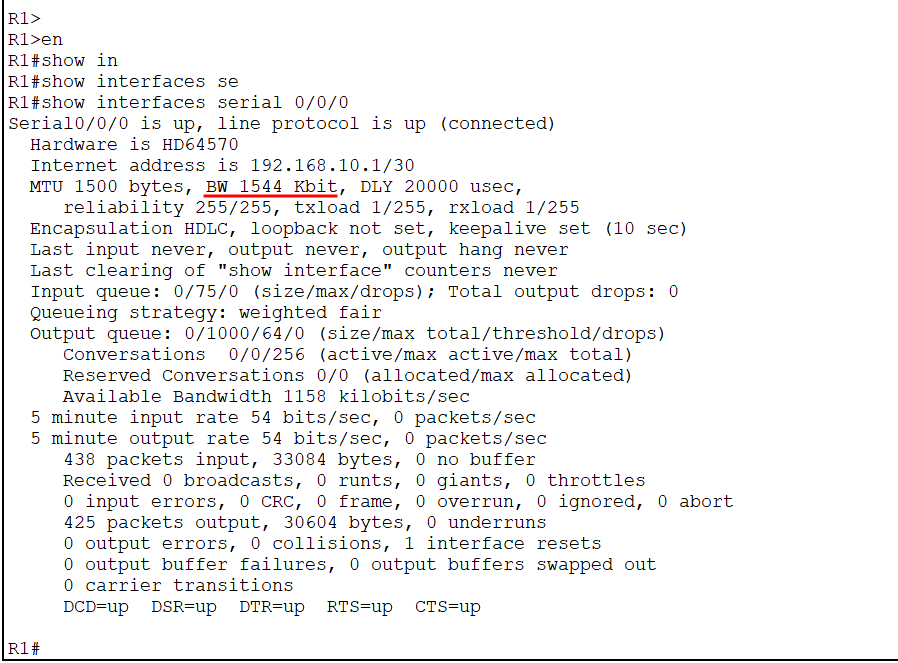 R1>
R1>en
R1#show in
R1#show interfaces se
R1#show interfaces serial 0/0/0
Serial0/0/0 is up, line protocol is up (connected)
Hardware is HD64570
Internet address is 192.168.10.1/30
MTU 1500 bytes, BW 1544 Kbit, DLY 20000 usec,
reliability 255/255, txload 1/255, rxload 1/255
Encapsulation HDLC, loopback not set, keepalive set (10 sec)
Last input never, output never, output hang never
Last clearing of "show interface" counters never
Input queue: 0/75/0 (size/max/drops); Total output drops: 0
Queueing strategy: weighted fair
Output queue: 0/1000/64/0 (size/max total/threshold/drops)
Conversations  0/0/256 (active/max active/max total)
Reserved Conversations 0/0 (allocated/max allocated)
Available Bandwidth 1158 kilobits/sec
5 minute input rate 54 bits/sec, 0 packets/sec
5 minute output rate 54 bits/sec, 0 packets/sec
438 packets input, 33084 bytes, 0 no buffer
Received 0 broadcasts, 0 runts, 0 giants, 0 throttles
0 input errors, 0 CRC, 0 frame, 0 overrun, 0 ignored, 0 abort
425 packets output, 30604 bytes, 0 underruns
0 output errors, 0 collisions, 1 interface resets
0 output buffer failures, 0 output buffers swapped out
0 carrier transitions
DCD=up  DSR=up  DTR=up  RTS=up  CTS=up
R1#